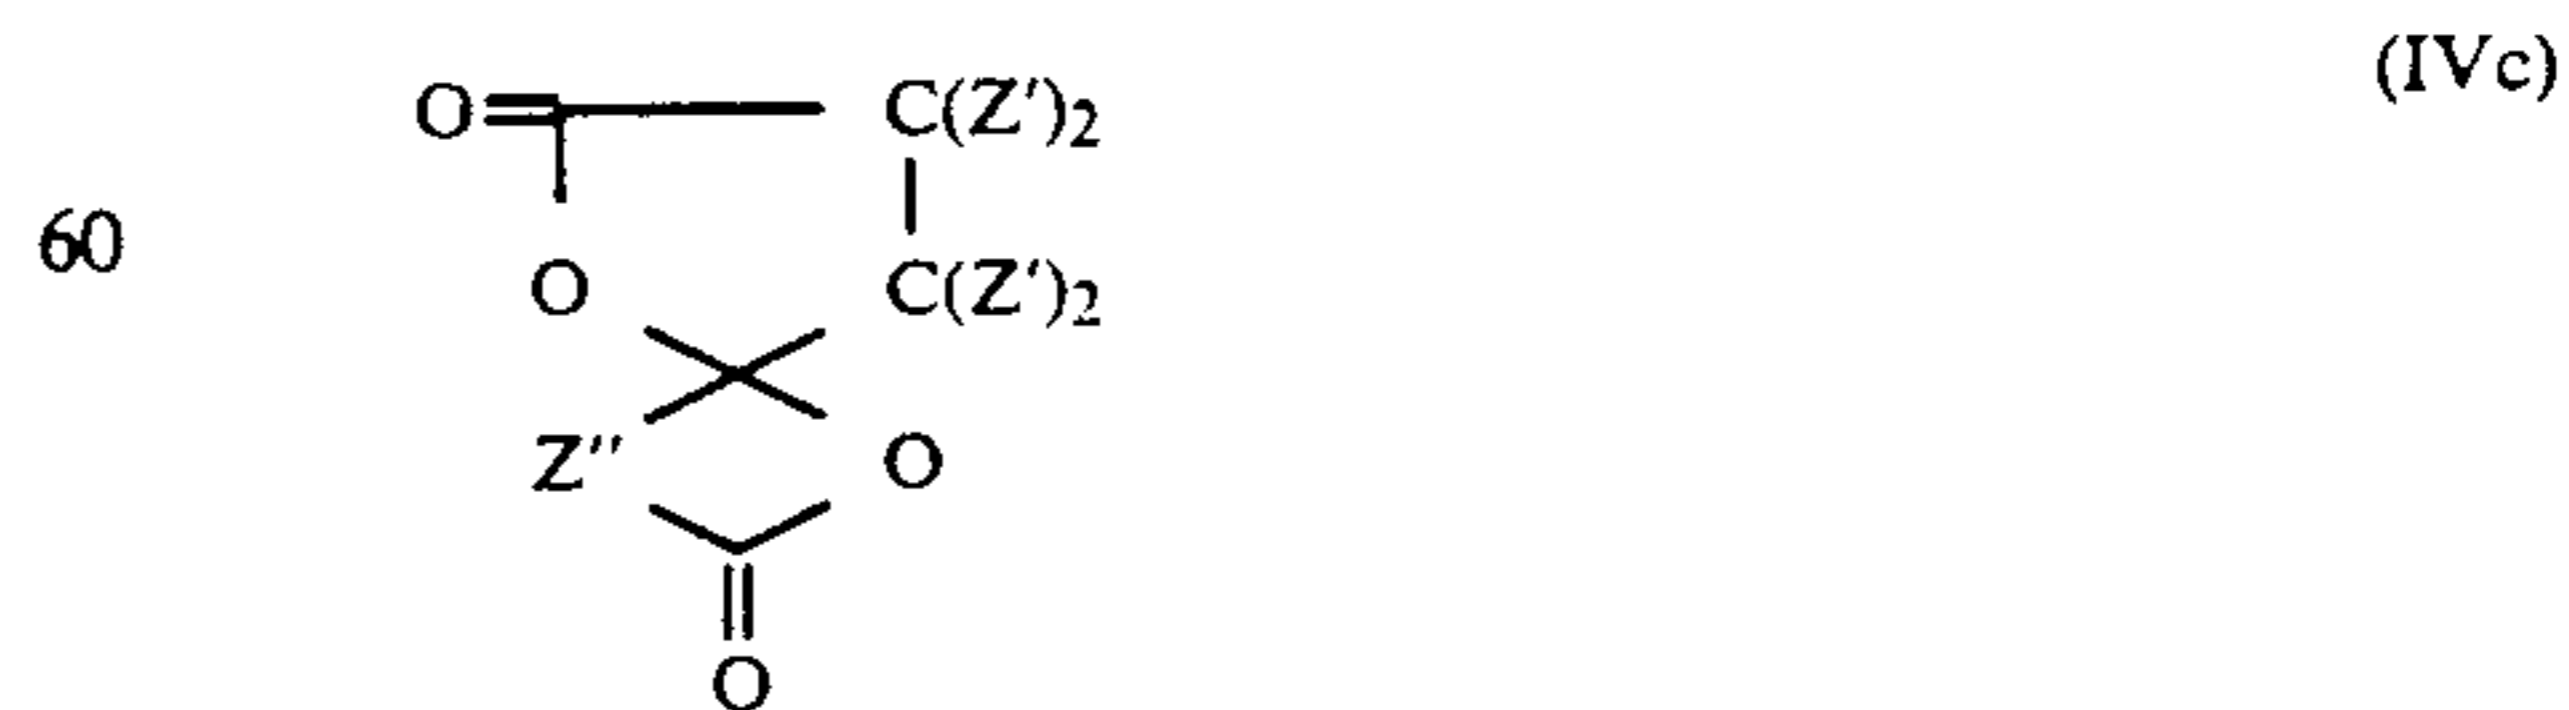 (IVc)
O C(Z′)2
60
O C(Z′)2
Z″ O
O